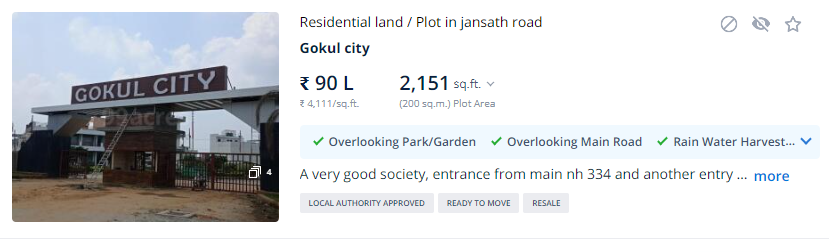 GOKUL CITY
4
Residential land / Plot in jansath road
Gokul city
₹ 90 L
2,151 sq.ft.
₹ 4,111/sq.ft.
(200 sq.m.) Plot Area
Overlooking Park/Garden
Overlooking Main Road
Rain Water Harvest...
A very good society, entrance from main nh 334 and another entry ... more
LOCAL AUTHORITY APPROVED
READY TO MOVE
RESALE